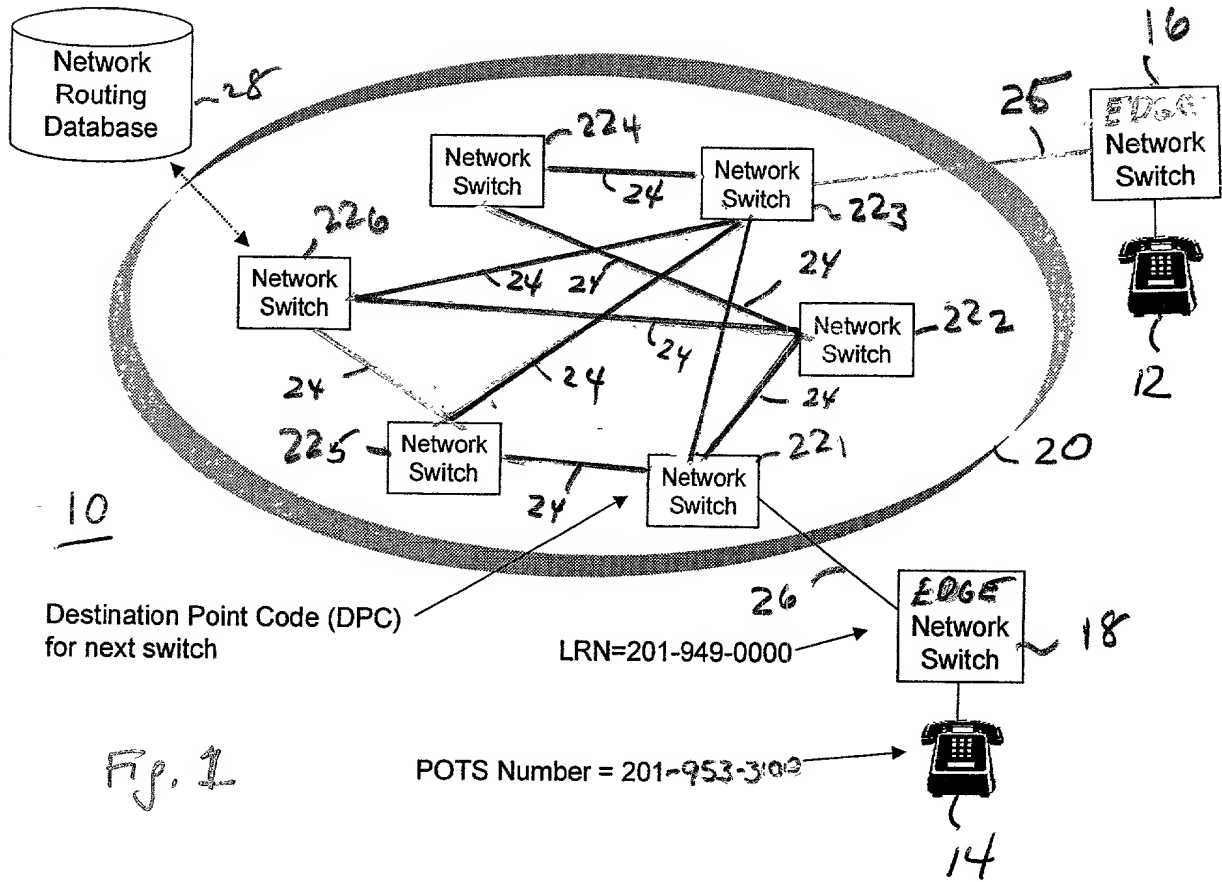 Network
Routing
Database
28
16
25
EDGE
Network
Switch
12
224
Network
Switch
24
Network
Switch
223
226
Network
Switch
24
24
24
24
Network
Switch
222
24
24
24
225
Network
Switch
24
Network
Switch
221
20
10
Destination Point Code (DPC)
for next switch
26
LRN=201-949-0000
EDGE
Network
Switch
18
Fig. 1
POTS Number = 201-953-3100
14